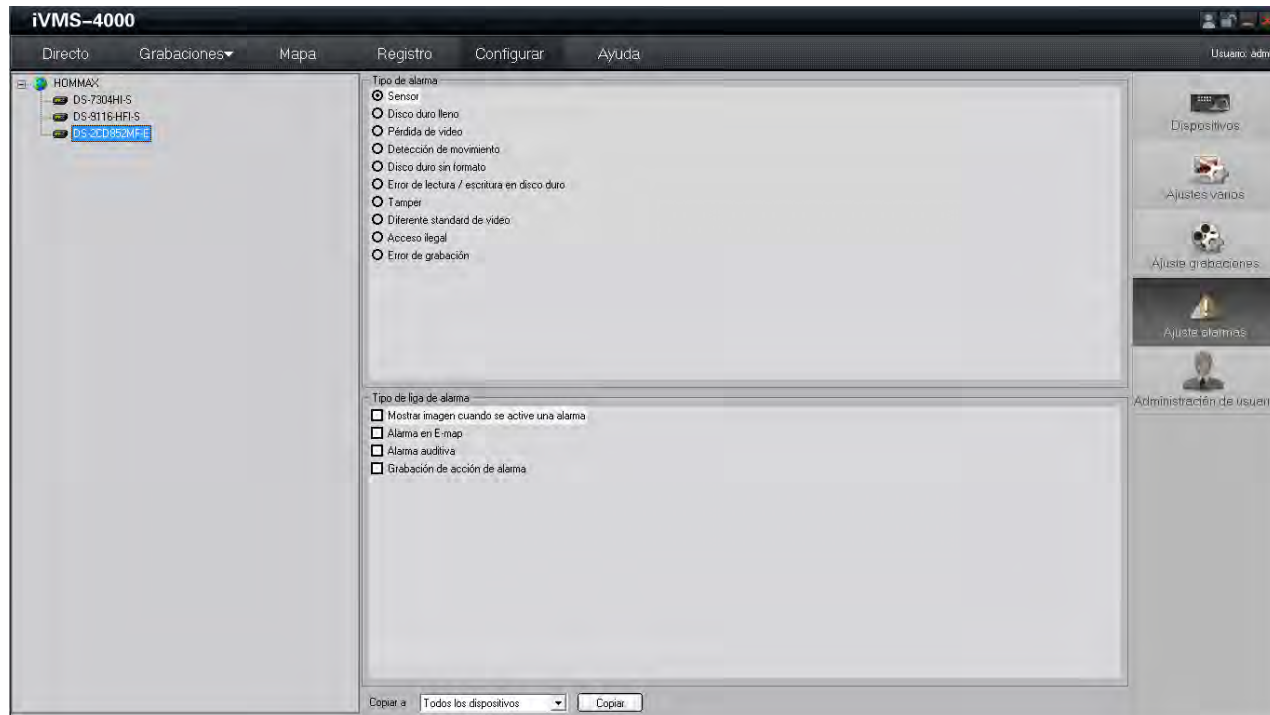 iVMS-4000
Directo Grabaciones Mapa Registro Configurar Ayuda Usuario: adm
HOMMAX
DS-7304HI-S
DS-9116-HFI-S
DS-2CD852MF-E
Tipo de alarma
Sensor
Disco duro lleno
Pérdida de video
Detección de movimiento
Disco duro sin formato
Error de lectura / escritura en disco duro
Tamper
Diferente standard de video
Acceso ilegal
Error de grabación
Tipo de liga de alarma
Mostrar imagen cuando se active una alarma
Alarma en E-map
Alarma auditiva
Grabación de acción de alarma
Copiar a Todos los dispositivos Copiar
Dispositivos
Ajustes varios
Ajuste grabaciones
Ajuste alarmas
Administración de usuari